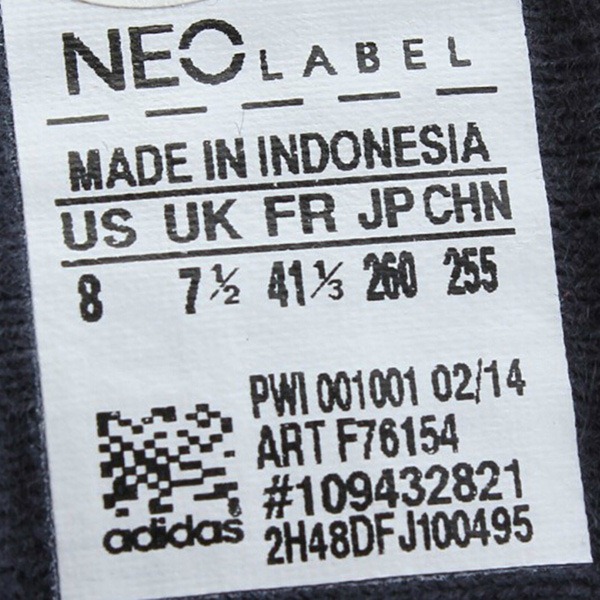 NEO LABEL
MADE IN INDONESIA
US UK FR JP CHN
8 7½ 41⅓ 260 255
PWI 001001 02/14
ART F76154
#109432821
2H48DFJ100495
adidas